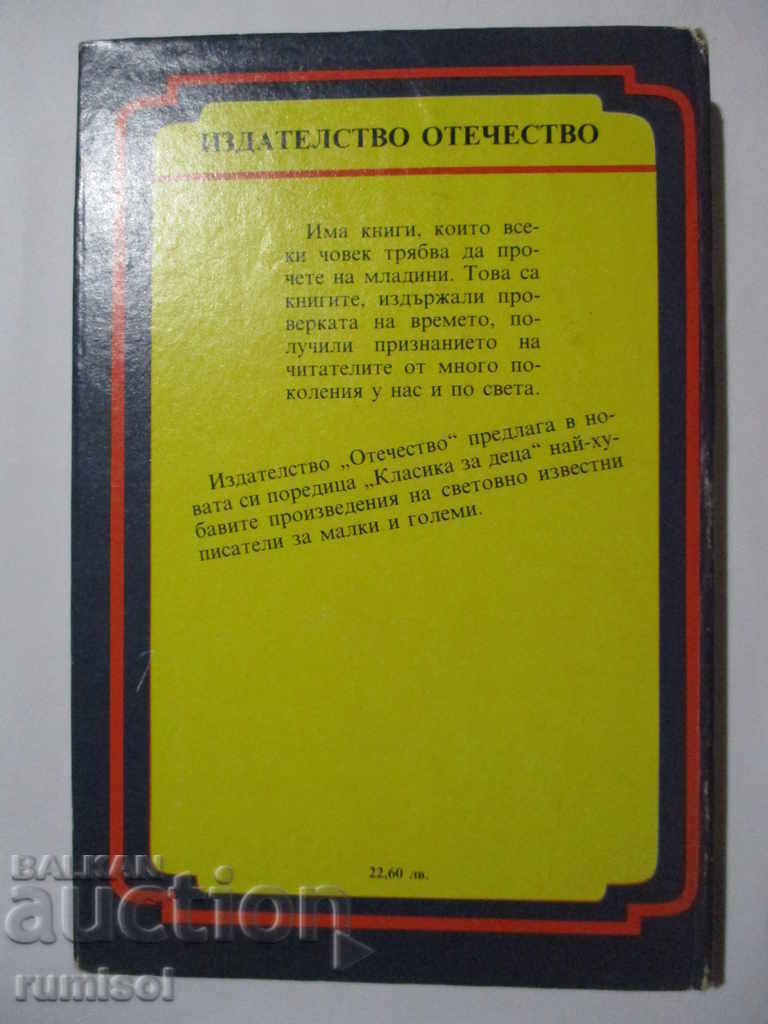 ИЗДАТЕЛСТВО ОТЕЧЕСТВО
Има книги, които все-
ки човек трябва да про-
чете на младини. Това са
книгите, издържали про-
верката на времето, по-
лучили признанието на
читателите от много по-
коления у нас и по света.
Издателство „Отечество“ предлага в но-
вата си поредица „Класика за деца“ най-ху-
бавите произведения на световно известни
писатели за малки и големи.
22,60 лв.
BALKAN
auction
rumisol